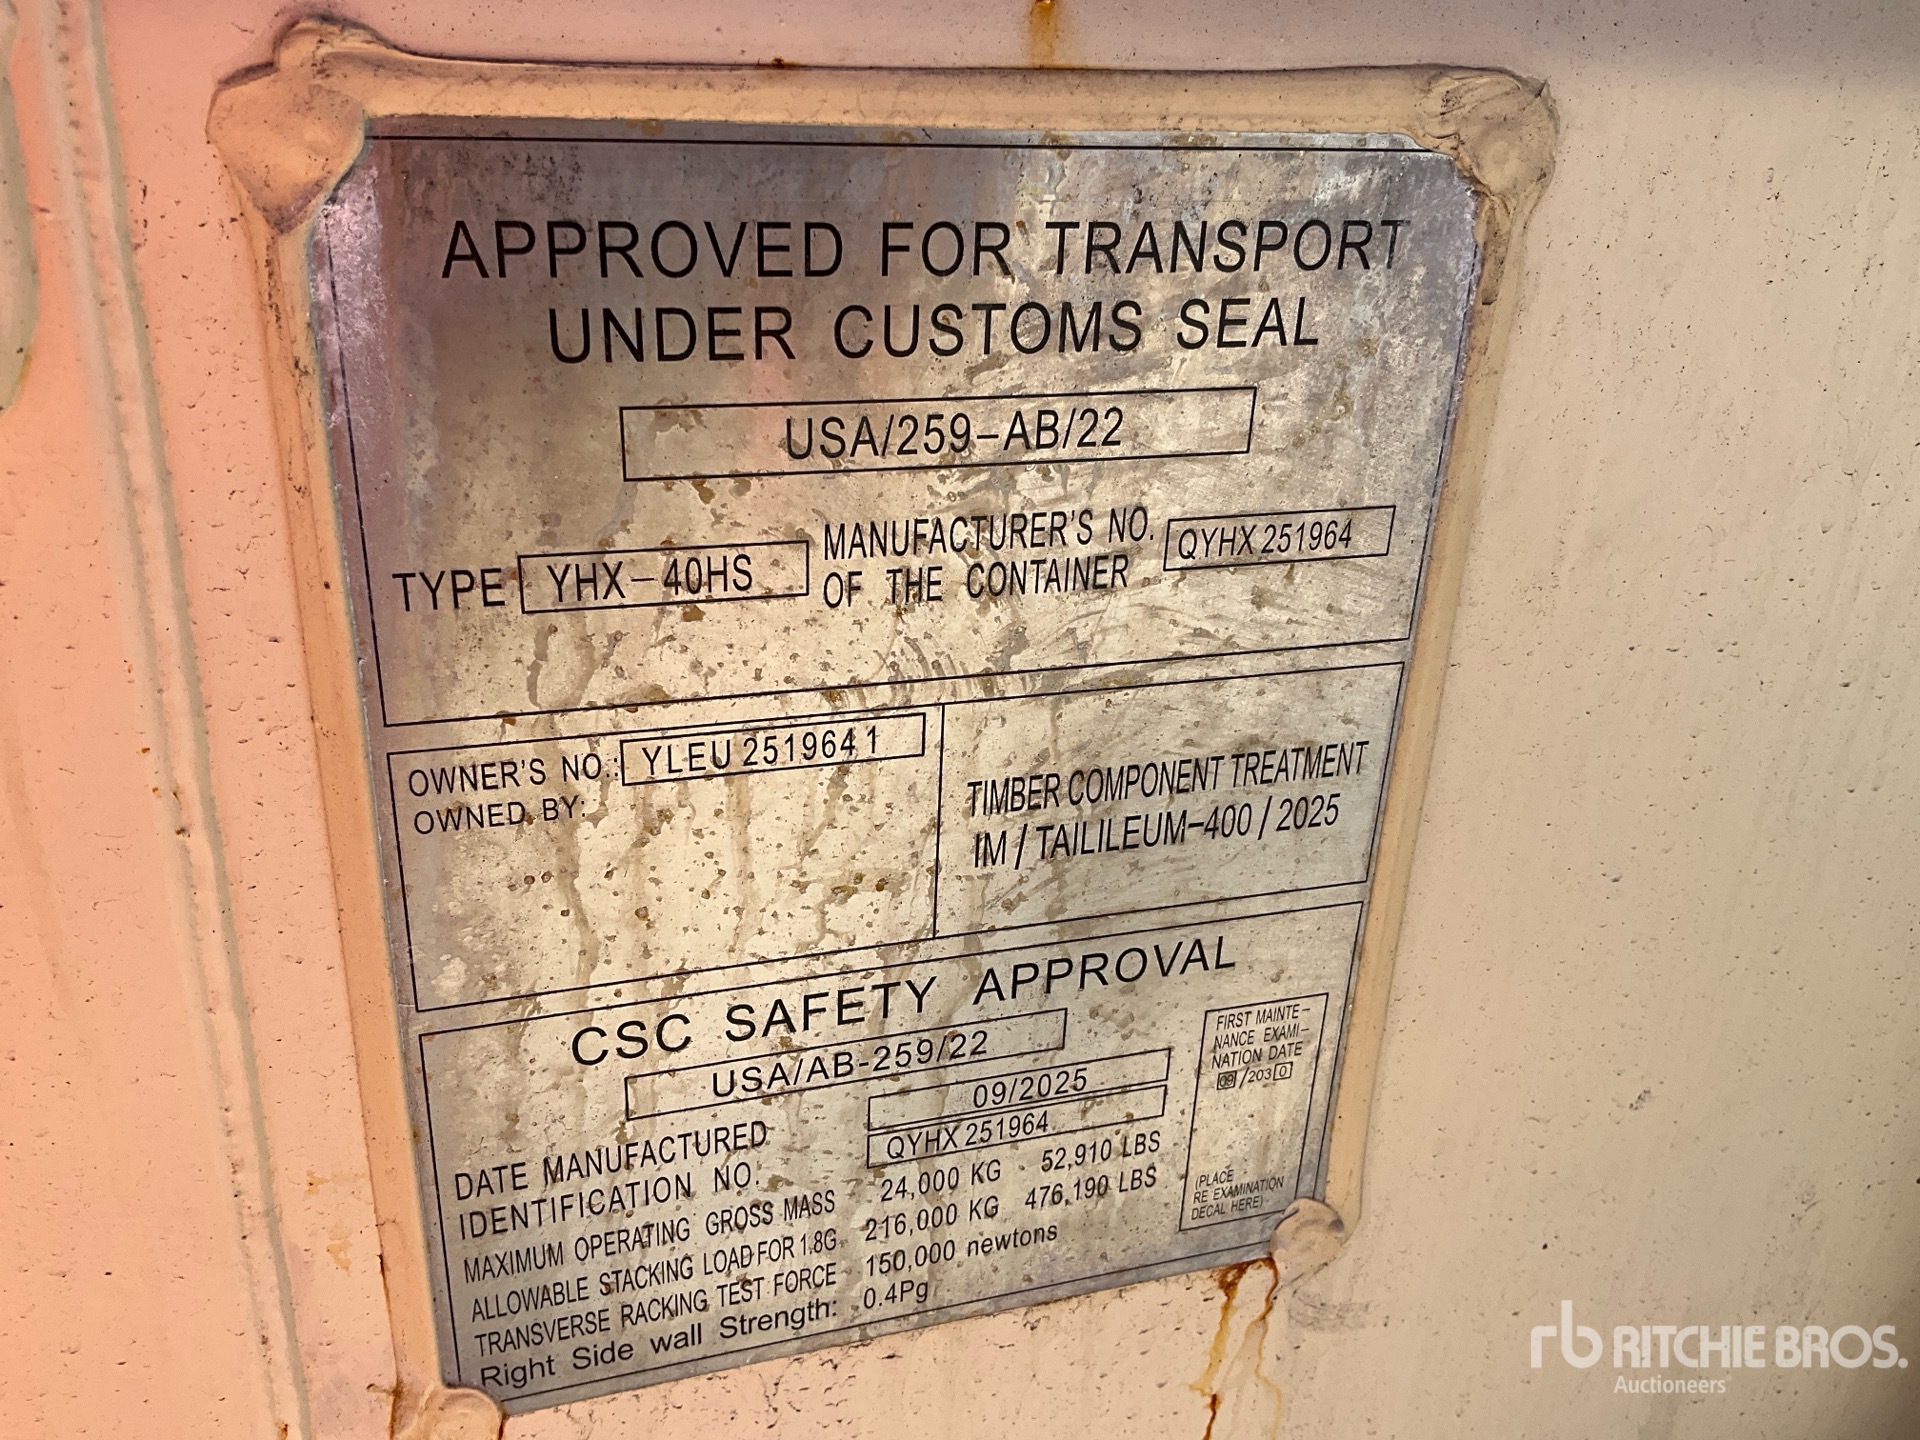 APPROVED FOR TRANSPORT
UNDER CUSTOMS SEAL
USA/259-AB/22
TYPE YHX-40HS MANUFACTURER'S NO. OF THE CONTAINER QYHX 251964
OWNER'S NO.: YLEU 251964 1
OWNED BY:
TIMBER COMPONENT TREATMENT
IM / TAILILEUM-400 / 2025
CSC SAFETY APPROVAL
USA/AB-259/22
DATE MANUFACTURED 09/2025
IDENTIFICATION NO. QYHX 251964
MAXIMUM OPERATING GROSS MASS 24,000 KG 52,910 LBS
ALLOWABLE STACKING LOAD FOR 1.8G 216,000 KG 476,190 LBS
TRANSVERSE RACKING TEST FORCE 150,000 newtons
Right Side wall Strength: 0.4Pg
FIRST MAINTE-
NANCE EXAMI-
NATION DATE
09/2030
(PLACE
RE EXAMINATION
DECAL HERE)
rb RITCHIE BROS.
Auctioneers